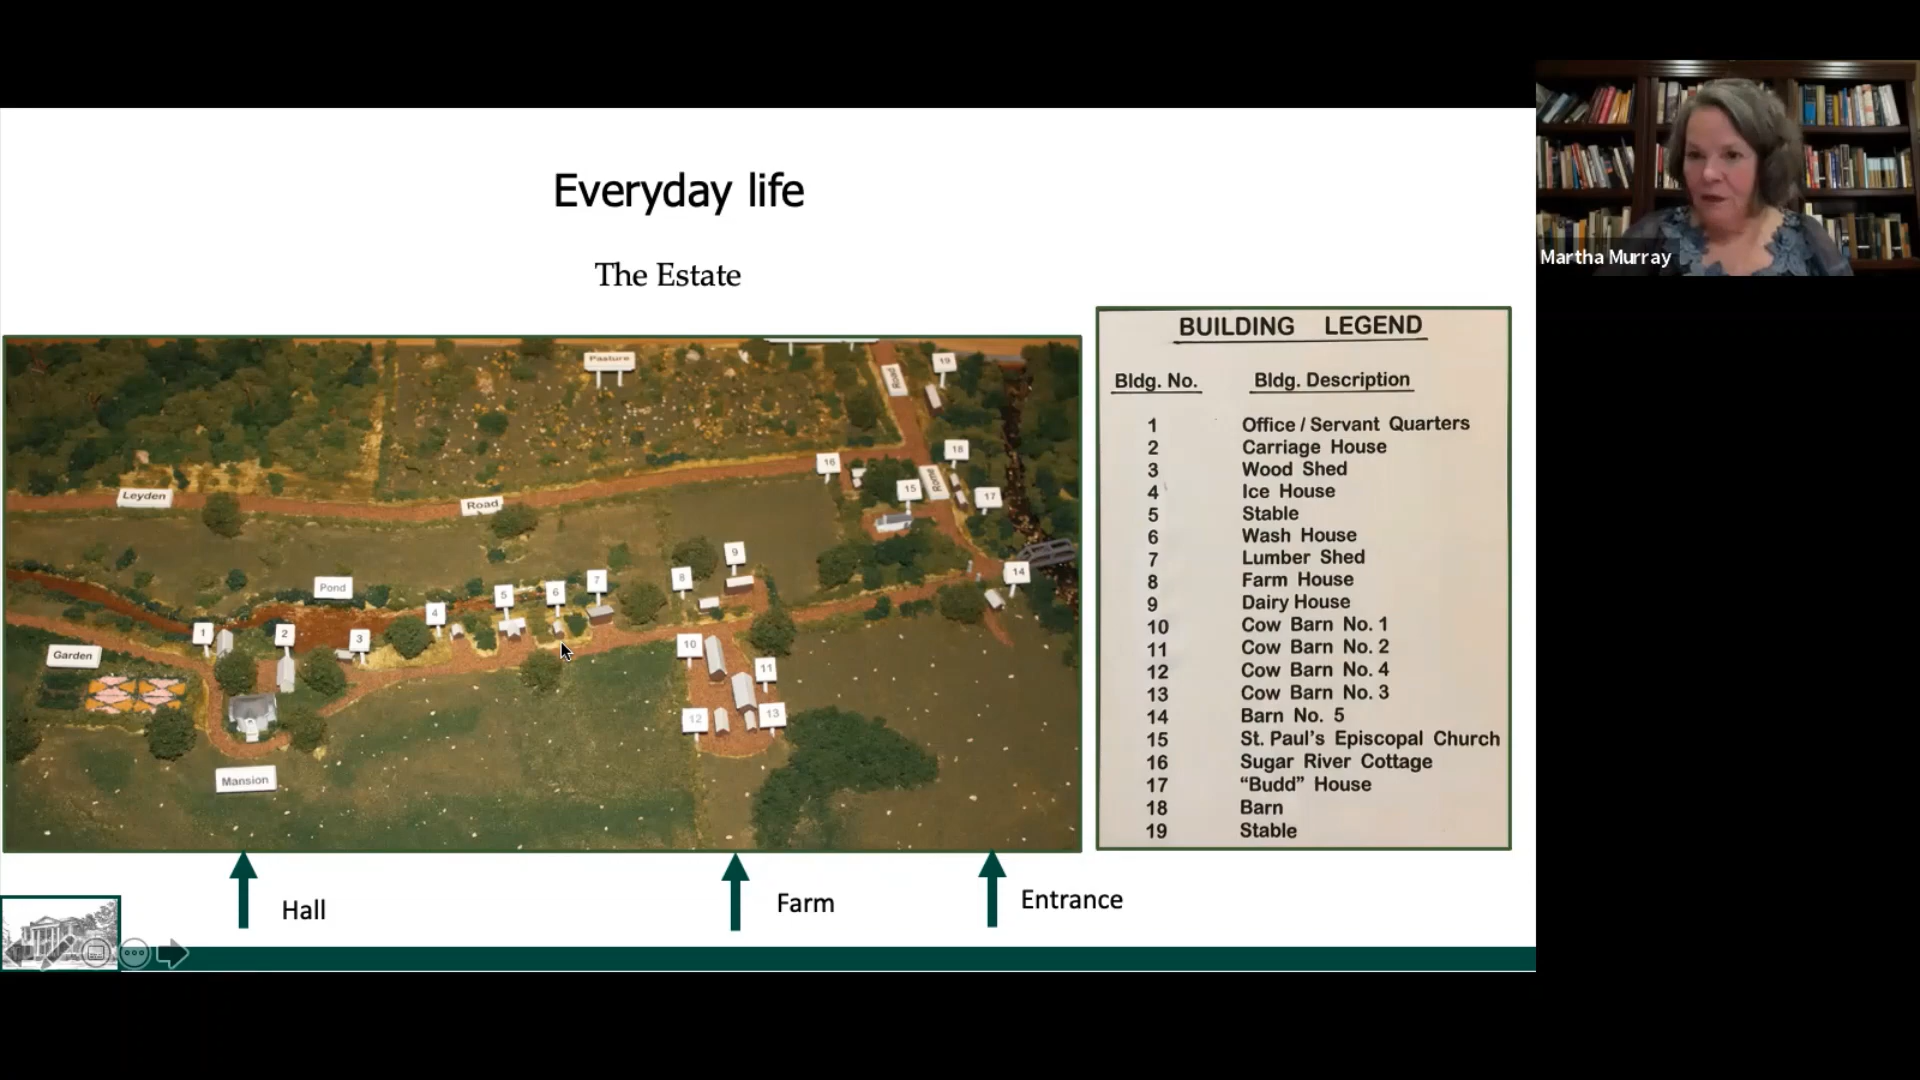 Everyday life
The Estate
Martha Murray
Pasture
19
Road
18
16
Rome
15
17
Leyden
Road
9
14
7
8
Pond
5
6
4
1
2
3
10
Garden
11
12
13
Mansion
BUILDING LEGEND
Bldg. No. Bldg. Description
1 Office / Servant Quarters
2 Carriage House
3 Wood Shed
4 Ice House
5 Stable
6 Wash House
7 Lumber Shed
8 Farm House
9 Dairy House
10 Cow Barn No. 1
11 Cow Barn No. 2
12 Cow Barn No. 4
13 Cow Barn No. 3
14 Barn No. 5
15 St. Paul's Episcopal Church
16 Sugar River Cottage
17 “Budd” House
18 Barn
19 Stable
Hall
Farm
Entrance